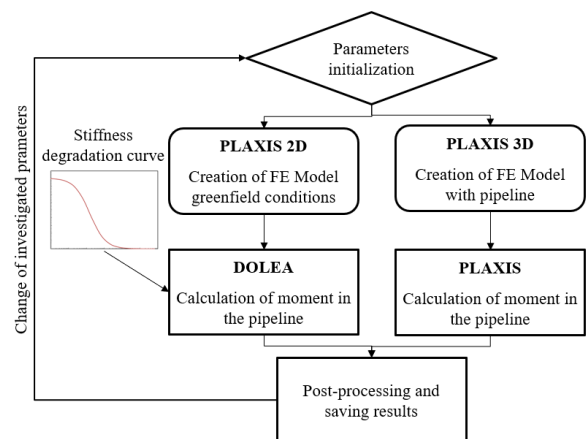 Parameters
initialization
Change of investigated prameters
Stiffness
degradation curve
PLAXIS 2D
Creation of FE Model
greenfield conditions
PLAXIS 3D
Creation of FE Model
with pipeline
DOLEA
Calculation of moment in
the pipeline
PLAXIS
Calculation of moment in
the pipeline
Post-processing and
saving results